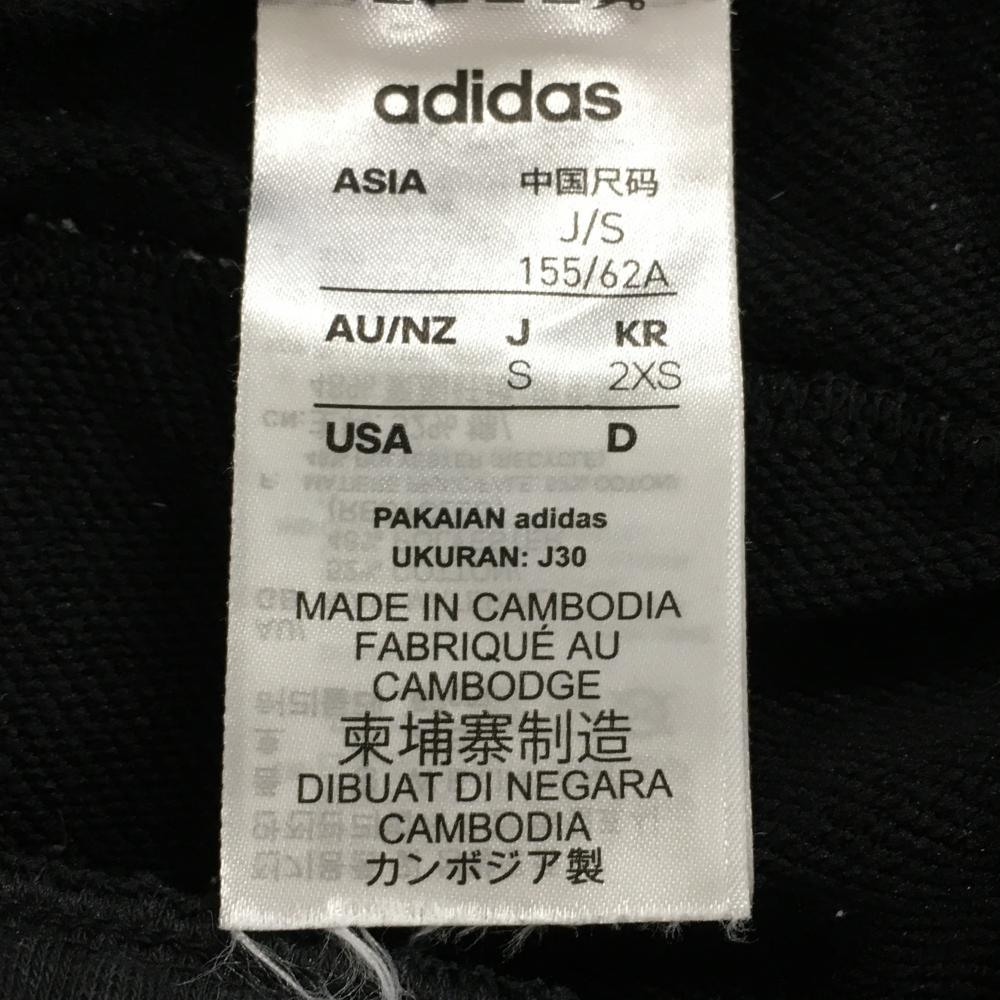 adidas
ASIA 中国尺码
J/S
155/62A
AU/NZ J KR
S 2XS
USA D
PAKAIAN adidas
UKURAN: J30
MADE IN CAMBODIA
FABRIQUÉ AU
CAMBODGE
柬埔寨制造
DIBUAT DI NEGARA
CAMBODIA
カンボジア製